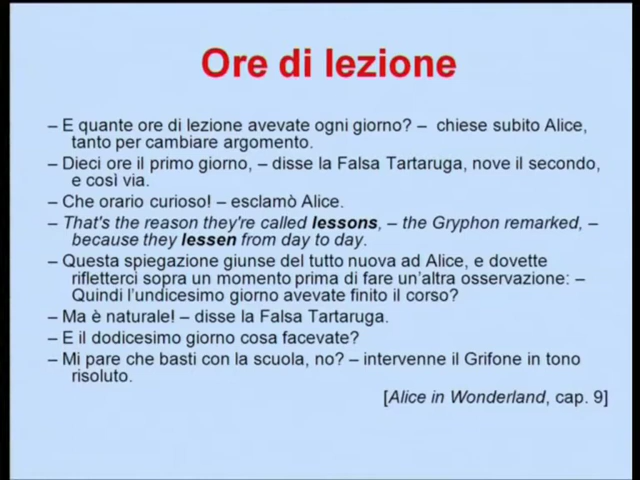 Ore di lezione
– E quante ore di lezione avevate ogni giorno? – chiese subito Alice,
tanto per cambiare argomento.
– Dieci ore il primo giorno, – disse la Falsa Tartaruga, nove il secondo,
e così via.
– Che orario curioso! – esclamò Alice.
– That's the reason they're called lessons, – the Gryphon remarked, –
because they lessen from day to day.
– Questa spiegazione giunse del tutto nuova ad Alice, e dovette
rifletterci sopra un momento prima di fare un'altra osservazione: –
Quindi l'undicesimo giorno avevate finito il corso?
– Ma è naturale! – disse la Falsa Tartaruga.
– E il dodicesimo giorno cosa facevate?
– Mi pare che basti con la scuola, no? – intervenne il Grifone in tono
risoluto.
[Alice in Wonderland, cap. 9]